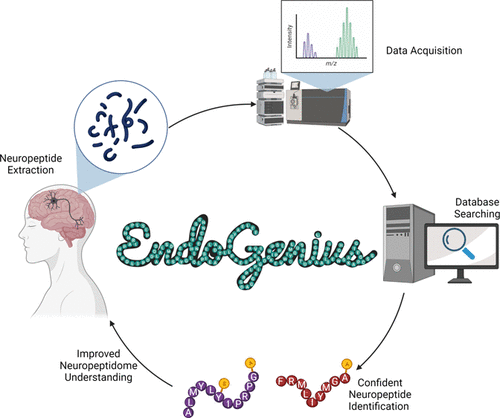 Intensity
m/z
Data Acquisition
Neuropeptide
Extraction
Database
Searching
EndoGenius
Improved
Neuropeptidome
Understanding
Confident
Neuropeptide
Identification